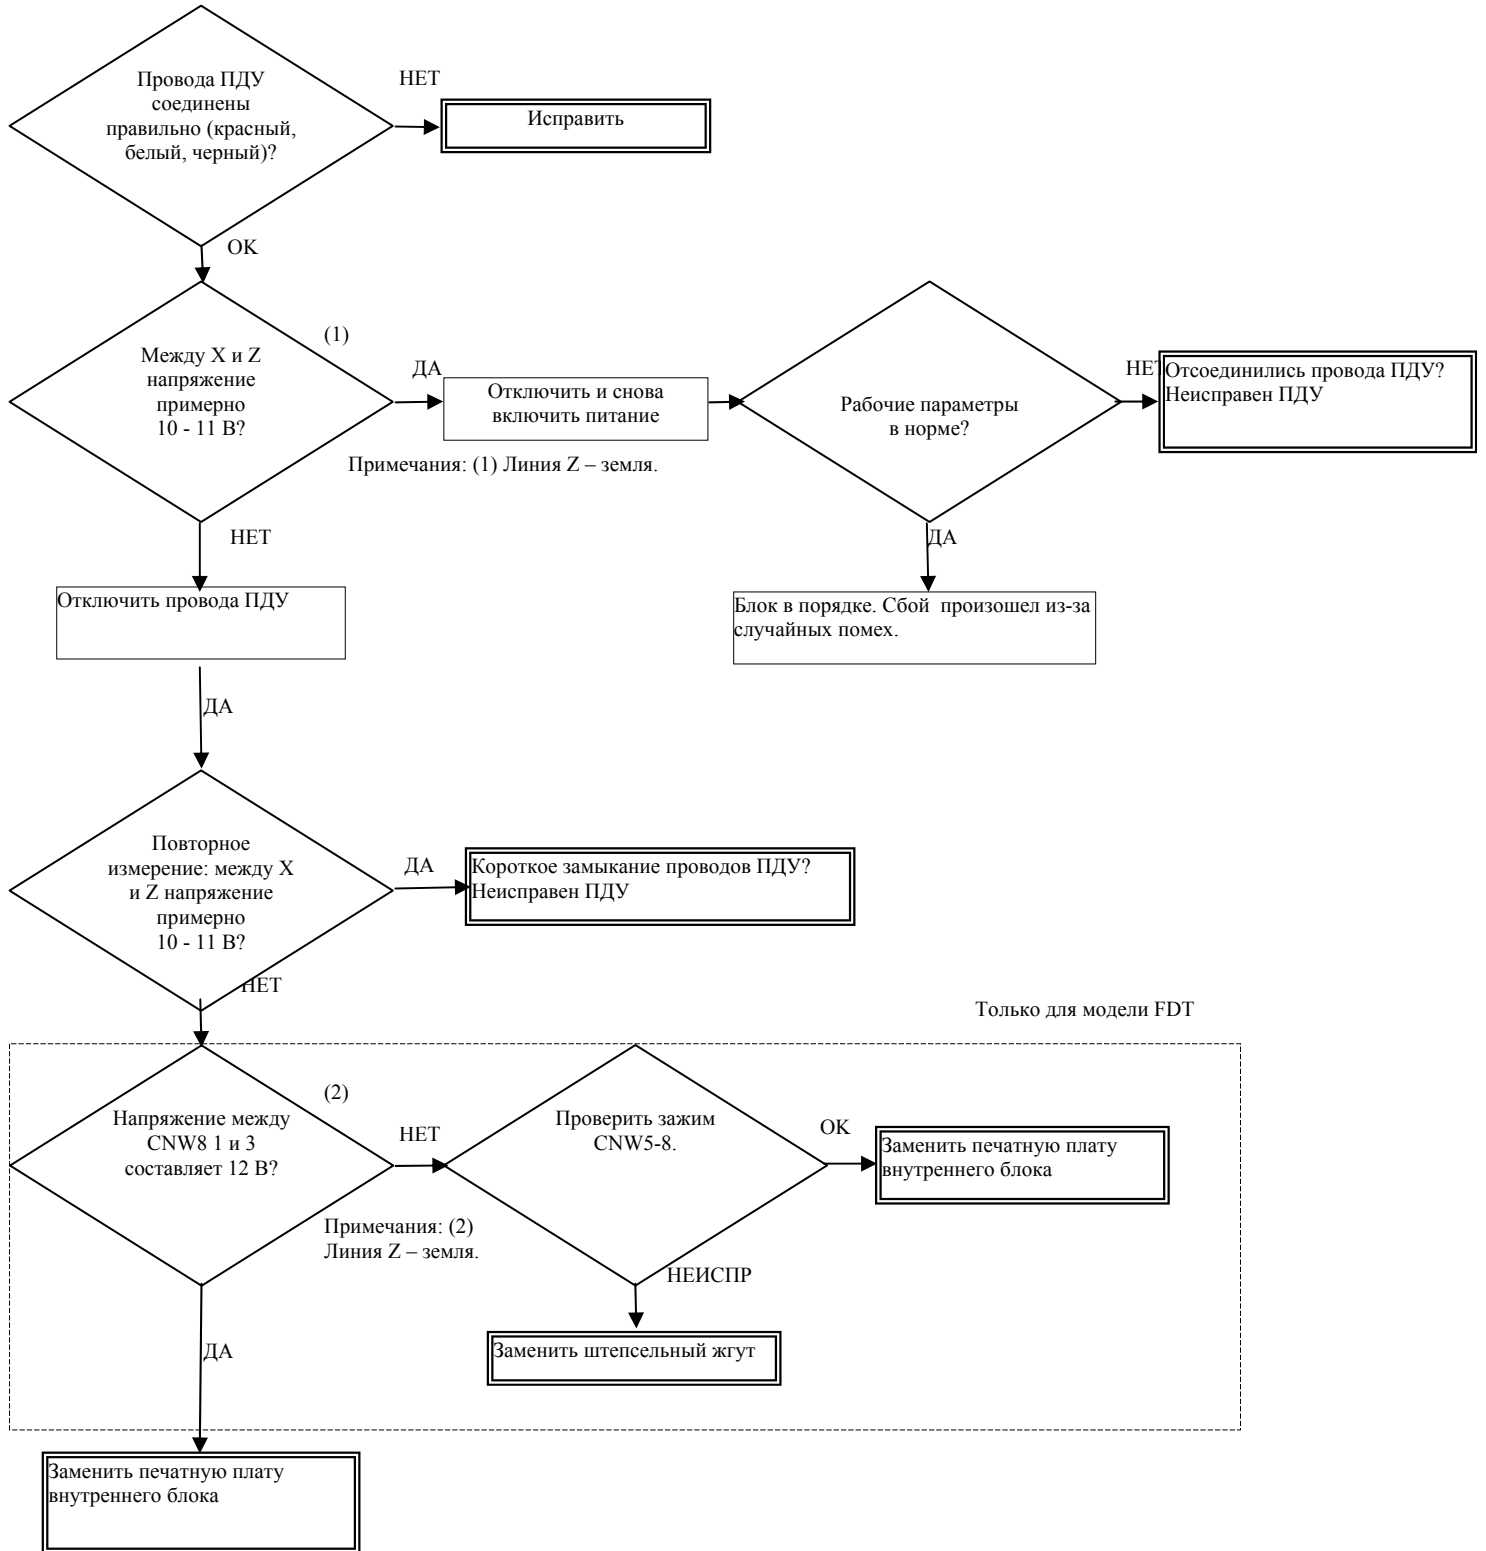 Провода ПДУ
соединены
правильно (красный,
белый, черный)?
НЕТ
Исправить
OK
Между X и Z
напряжение
примерно
10 - 11 В?
(1)
ДА
Отключить и снова
включить питание
Примечания: (1) Линия Z – земля.
Рабочие параметры
в норме?
НЕТ
Отсоединились провода ПДУ?
Неисправен ПДУ
ДА
Блок в порядке. Сбой  произошел из-за
случайных помех.
НЕТ
Отключить провода ПДУ
ДА
Повторное
измерение: между X
и Z напряжение
примерно
10 - 11 В?
ДА
Короткое замыкание проводов ПДУ?
Неисправен ПДУ
НЕТ
Только для модели FDT
Напряжение между
CNW8 1 и 3
составляет 12 В?
(2)
НЕТ
Примечания: (2)
Линия Z – земля.
Проверить зажим
CNW5-8.
OK
Заменить печатную плату
внутреннего блока
НЕИСПР
Заменить штепсельный жгут
ДА
Заменить печатную плату
внутреннего блока